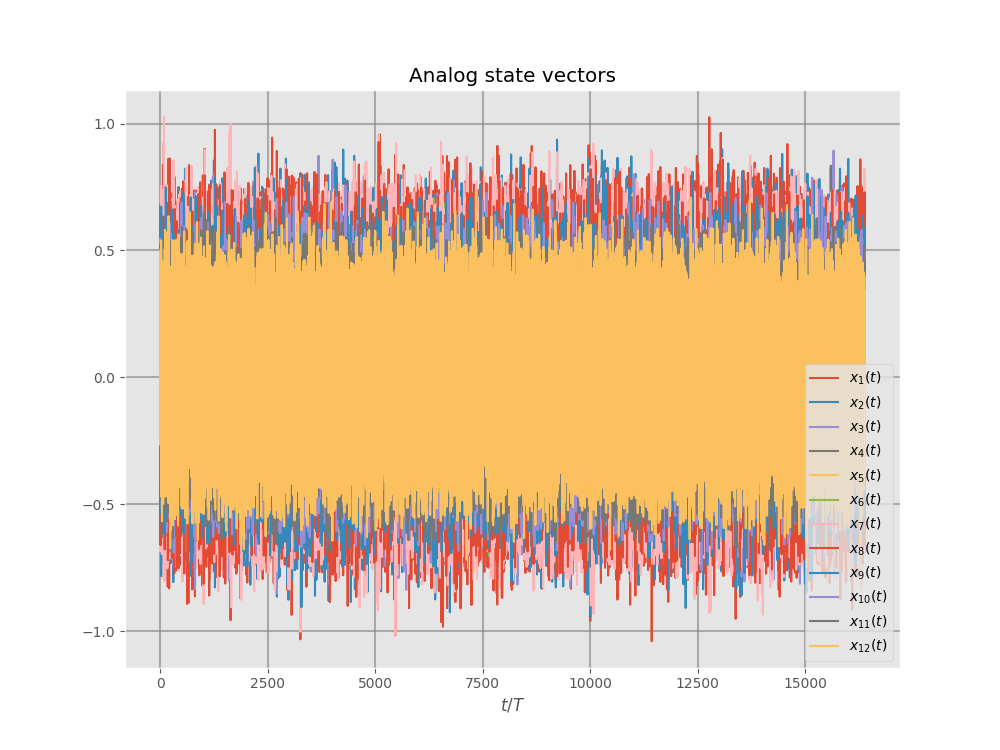 Analog state vectors
1.0
0.5
0.0
−0.5
−1.0
0 2500 5000 7500 10000 12500 15000
t/T
x₁(t)
x₂(t)
x₃(t)
x₄(t)
x₅(t)
x₆(t)
x₇(t)
x₈(t)
x₉(t)
x₁₀(t)
x₁₁(t)
x₁₂(t)